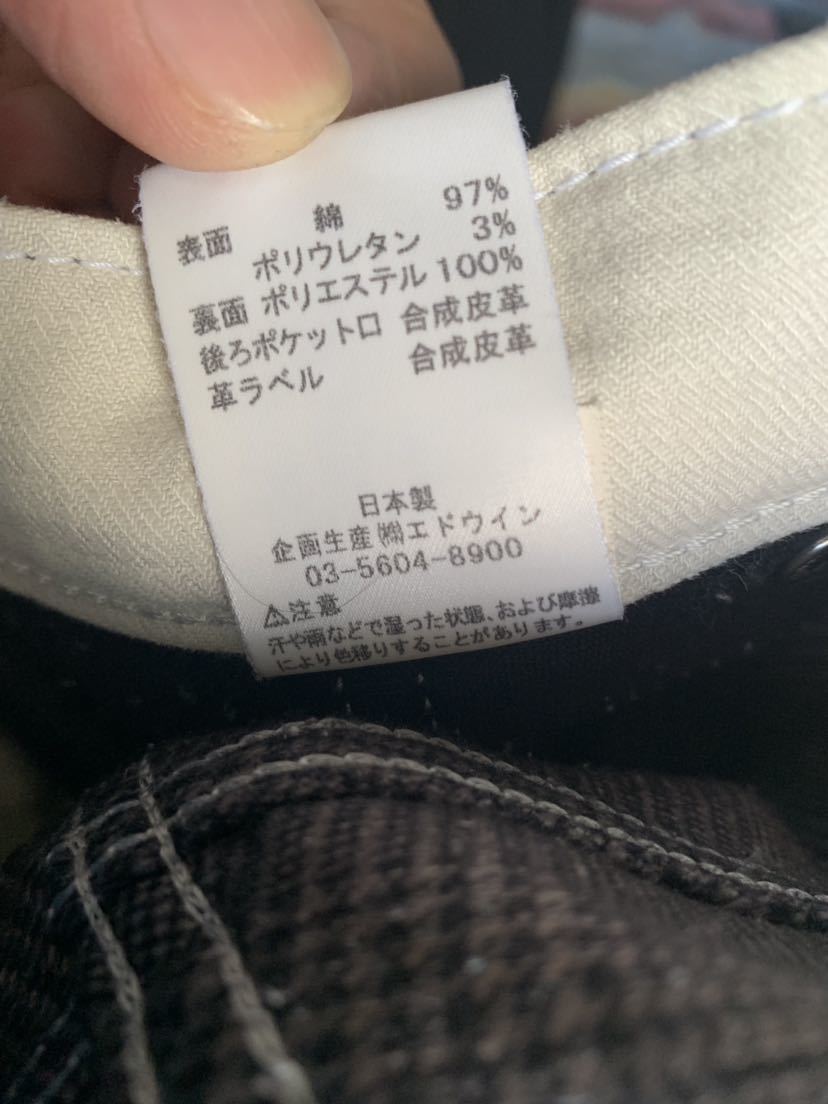 表面 綿 97%
ポリウレタン 3%
裏面 ポリエステル 100%
後ろポケット口 合成皮革
革ラベル 合成皮革
日本製
企画生産㈱エドウイン
03-5604-8900
⚠注意
汗や雨などで湿った状態、および摩擦
により色移りすることがあります。